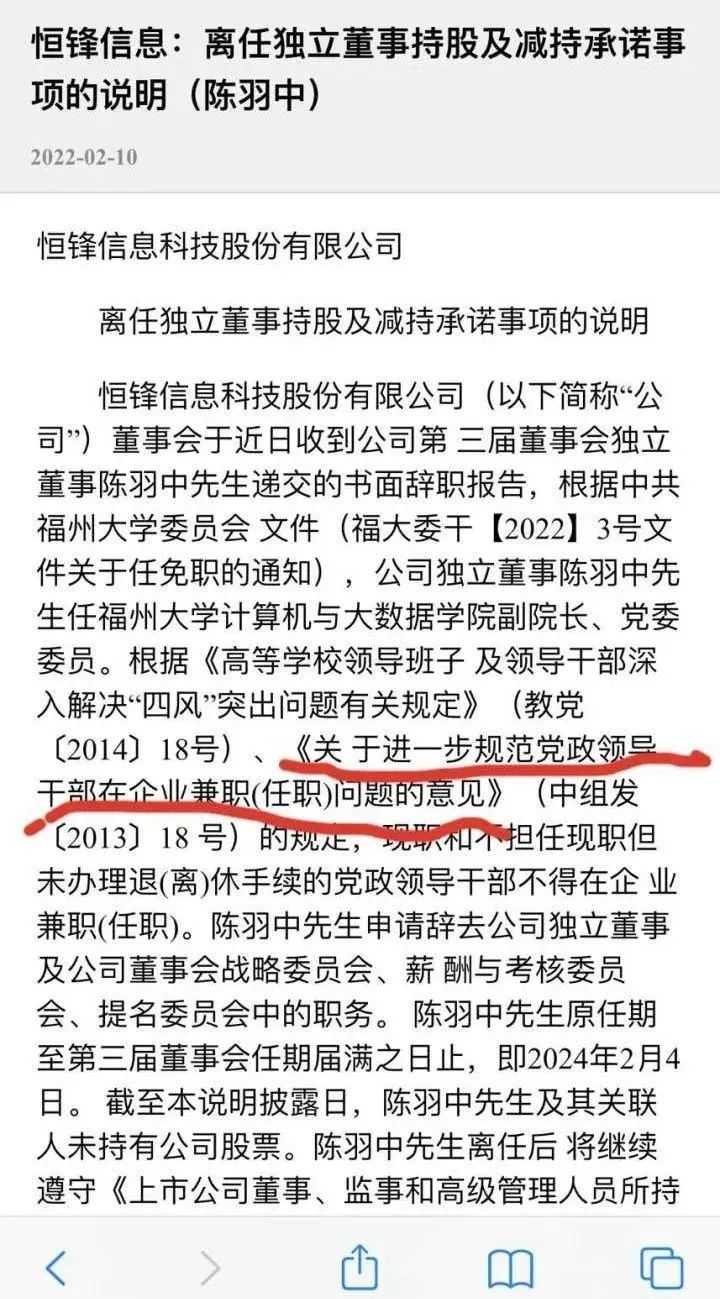 恒锋信息：离任独立董事持股及减持承诺事
项的说明（陈羽中）
2022-02-10
恒锋信息科技股份有限公司
离任独立董事持股及减持承诺事项的说明
恒锋信息科技股份有限公司（以下简称“公
司”）董事会于近日收到公司第 三届董事会独立
董事陈羽中先生递交的书面辞职报告，根据中共
福州大学委员会 文件（福大委干【2022】3号文
件关于任免职的通知），公司独立董事陈羽中先
生任福州大学计算机与大数据学院副院长、党委
委员。根据《高等学校领导班子 及领导干部深
入解决“四风”突出问题有关规定》（教党
〔2014〕18号）、《关 于进一步规范党政领导
干部在企业兼职(任职)问题的意见》（中组发
〔2013〕18 号）的规定，现职和不担任现职但
未办理退(离)休手续的党政领导干部不得在企 业
兼职(任职)。陈羽中先生申请辞去公司独立董事
及公司董事会战略委员会、薪 酬与考核委员
会、提名委员会中的职务。 陈羽中先生原任期
至第三届董事会任期届满之日止，即2024年2月4
日。 截至本说明披露日，陈羽中先生及其关联
人未持有公司股票。陈羽中先生离任后 将继续
遵守《上市公司董事、监事和高级管理人员所持